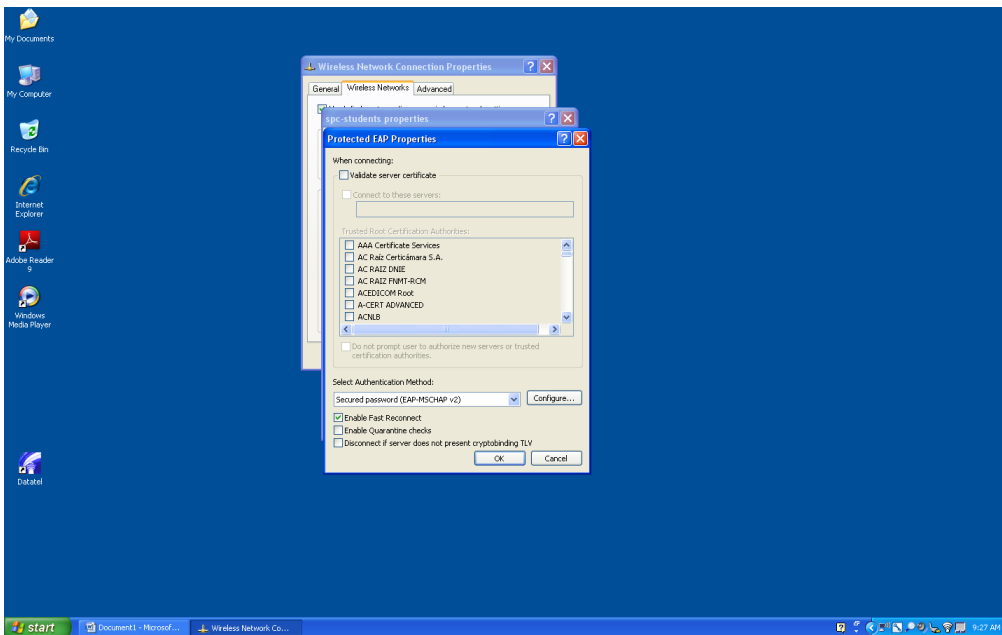 My Documents
My Computer
Recycle Bin
Internet
Explorer
Adobe Reader
9
Windows
Media Player
Datatel
Wireless Network Connection Properties
General
Wireless Networks
Advanced
spc-students properties
Protected EAP Properties
When connecting:
Validate server certificate
Connect to these servers:
Trusted Root Certification Authorities:
AAA Certificate Services
AC Raíz Certicámara S.A.
AC RAIZ DNIE
AC RAIZ FNMT-RCM
ACEDICOM Root
A-CERT ADVANCED
ACNLB
Do not prompt user to authorize new servers or trusted
certification authorities.
Select Authentication Method:
Secured password (EAP-MSCHAP v2)
Configure...
Enable Fast Reconnect
Enable Quarantine checks
Disconnect if server does not present cryptobinding TLV
OK
Cancel
start
Document1 - Microsof...
Wireless Network Co...
9:27 AM